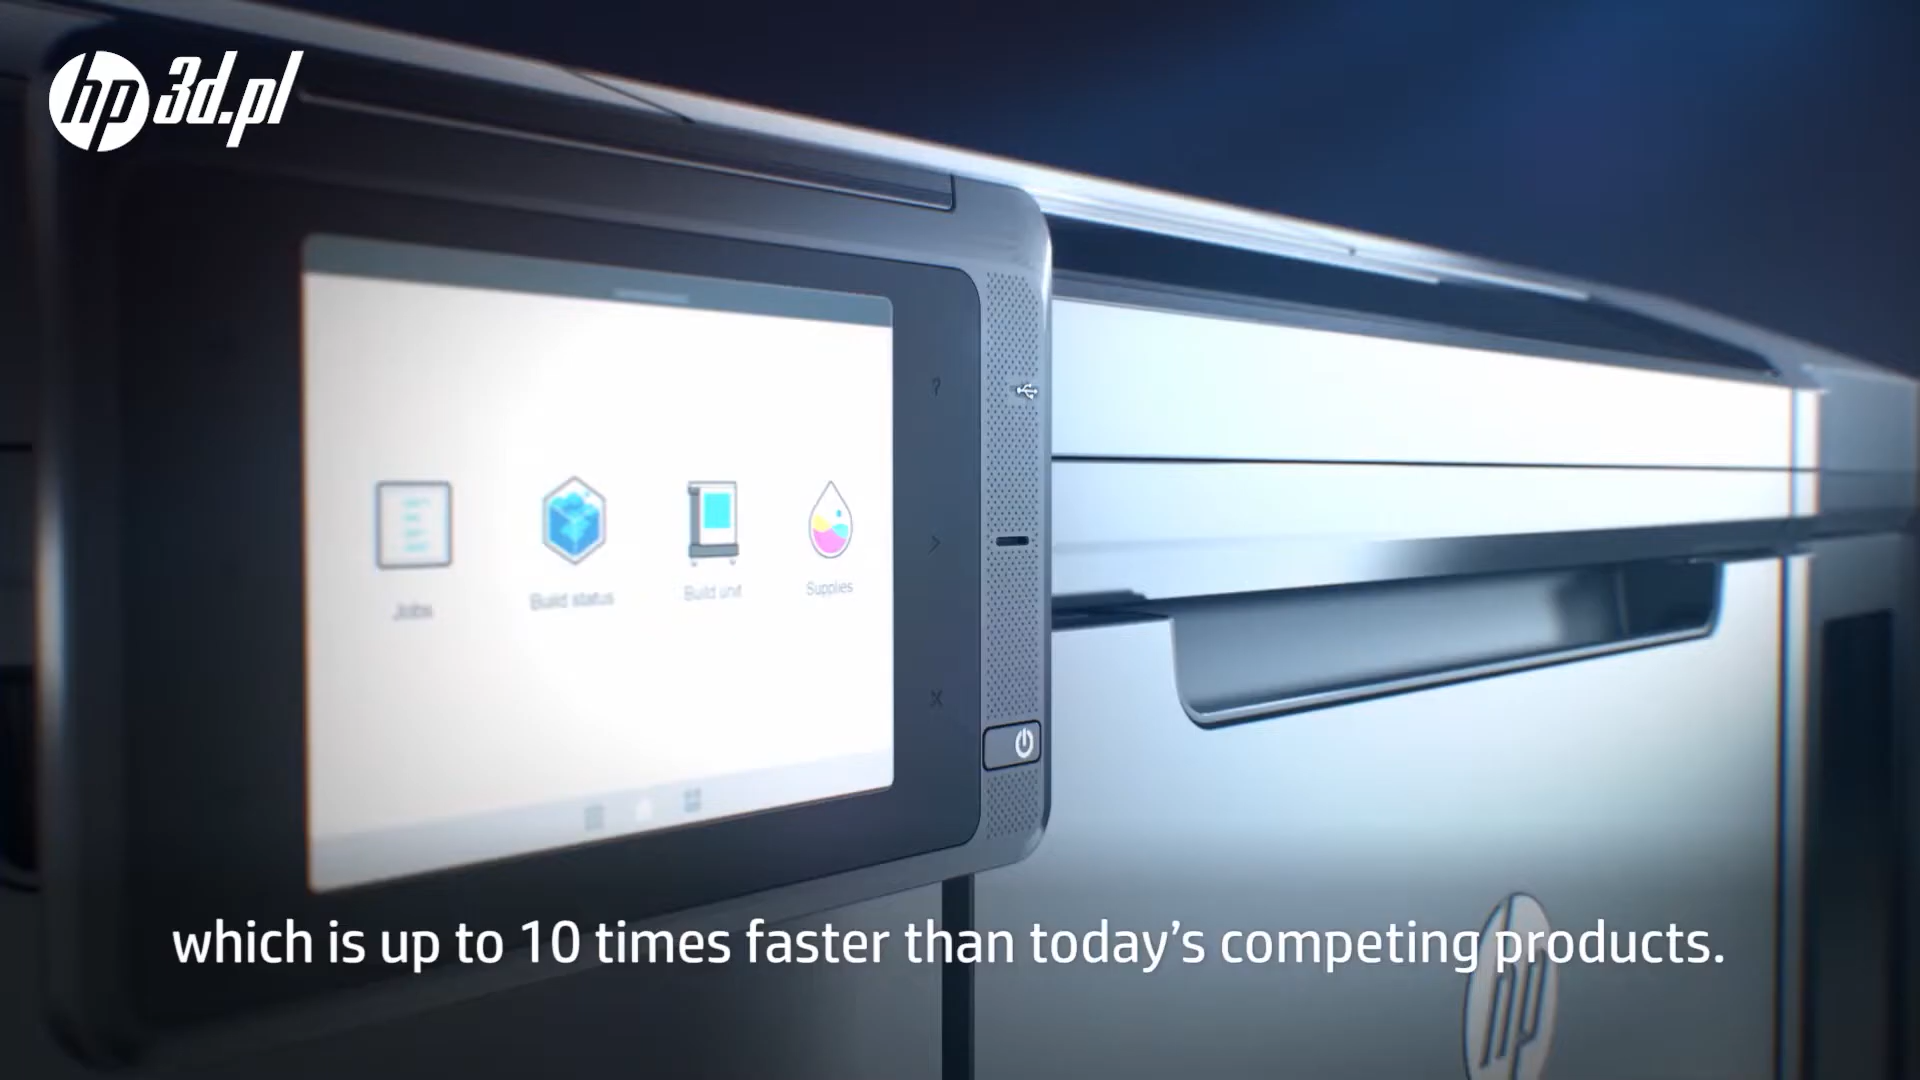 hp3d.pl
Jobs
Build status
Build unit
Supplies
which is up to 10 times faster than today's competing products.
hp